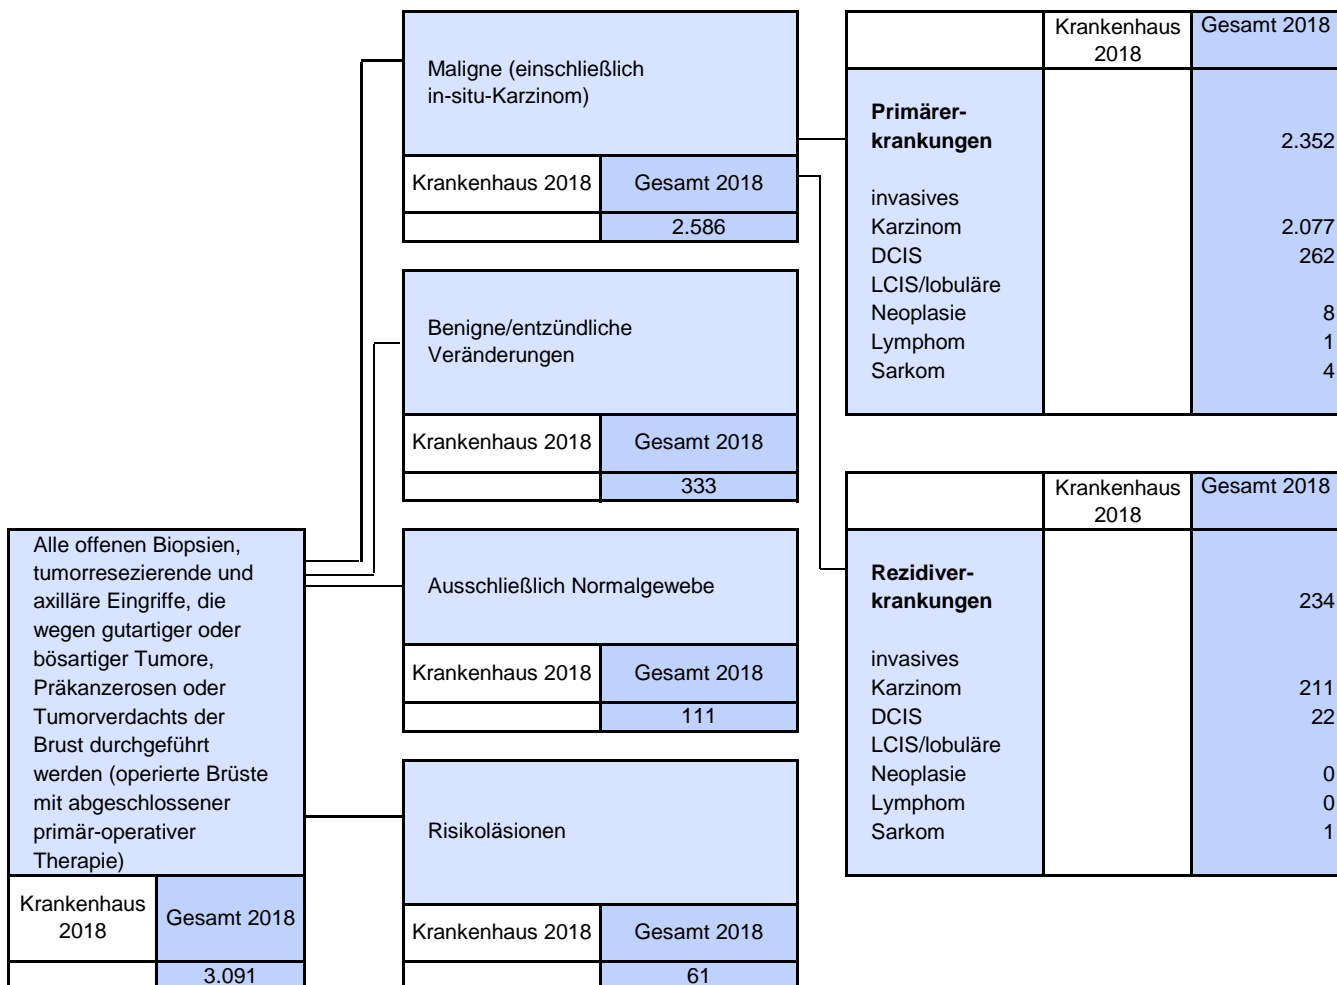 Alle offenen Biopsien,
tumorresezierende und
axilläre Eingriffe, die
wegen gutartiger oder
bösartiger Tumore,
Präkanzerosen oder
Tumorverdachts der
Brust durchgeführt
werden (operierte Brüste
mit abgeschlossener
primär-operativer
Therapie)
Krankenhaus
2018
Gesamt 2018
3.091
Maligne (einschließlich
in-situ-Karzinom)
Krankenhaus 2018
Gesamt 2018
2.586
Benigne/entzündliche
Veränderungen
Krankenhaus 2018
Gesamt 2018
333
Ausschließlich Normalgewebe
Krankenhaus 2018
Gesamt 2018
111
Risikoläsionen
Krankenhaus 2018
Gesamt 2018
61
Krankenhaus
2018
Gesamt 2018
Primärer-
krankungen 2.352
invasives
Karzinom 2.077
DCIS 262
LCIS/lobuläre
Neoplasie 8
Lymphom 1
Sarkom 4
Krankenhaus
2018
Gesamt 2018
Rezidiver-
krankungen 234
invasives
Karzinom 211
DCIS 22
LCIS/lobuläre
Neoplasie 0
Lymphom 0
Sarkom 1